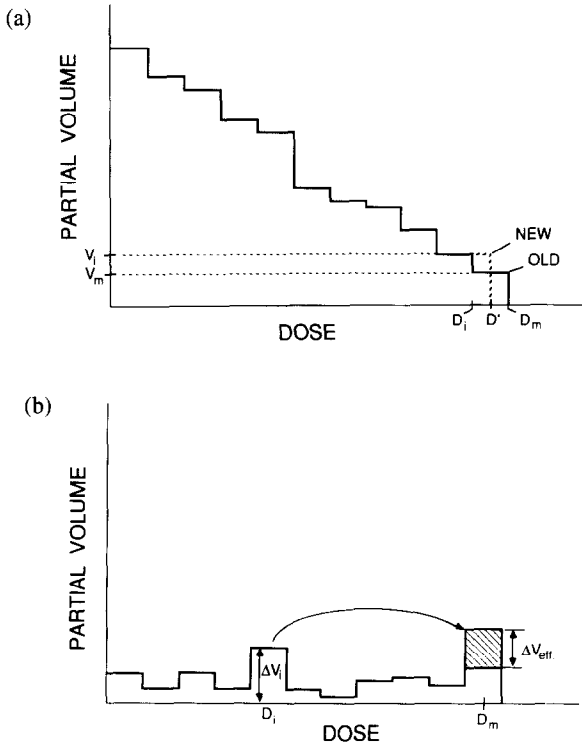 (a)
PARTIAL VOLUME
V_i
V_m
NEW
OLD
D_i D' D_m
DOSE
(b)
PARTIAL VOLUME
ΔV_i
ΔV_eff.
D_i D_m
DOSE